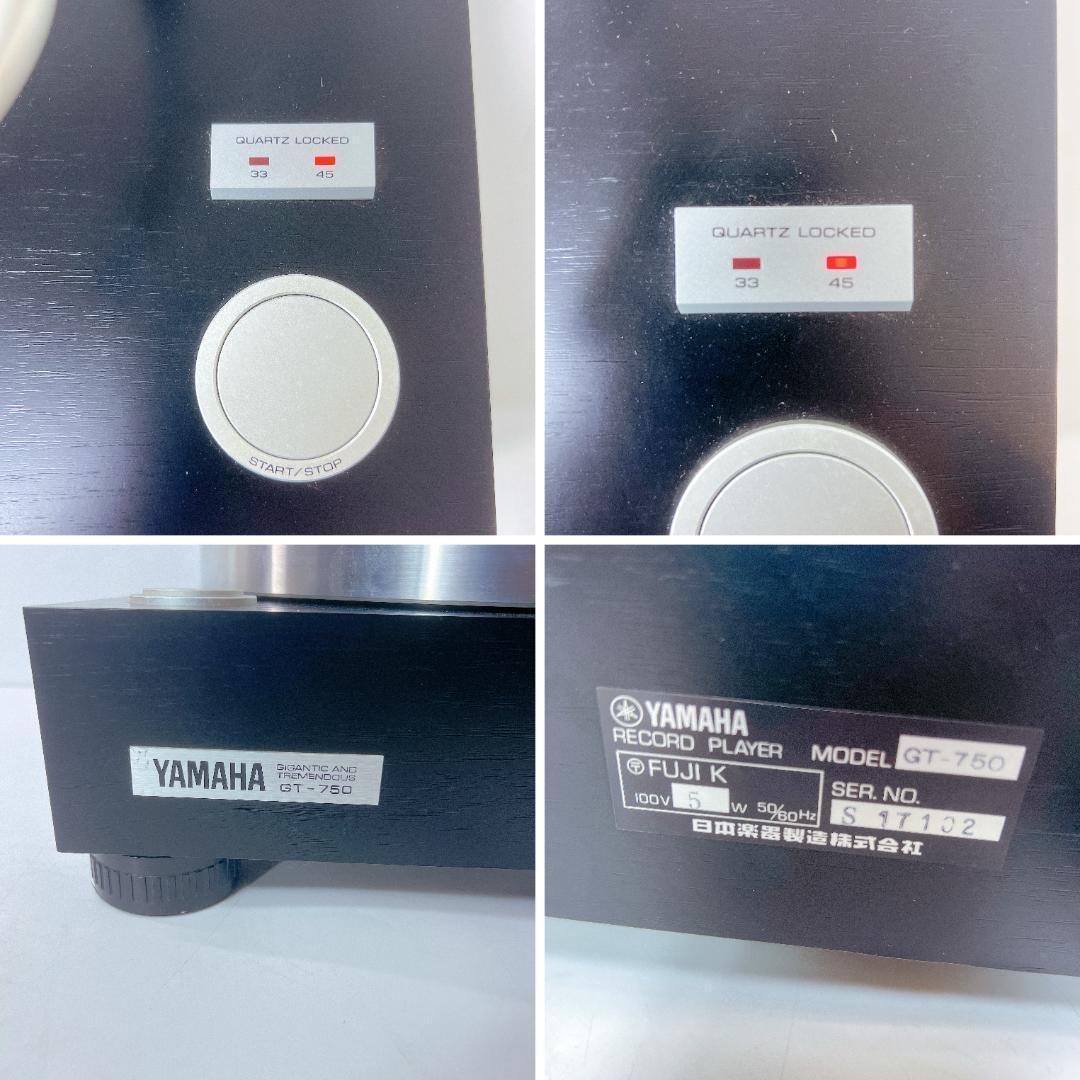 QUARTZ LOCKED
33 45
START/STOP
QUARTZ LOCKED
33 45
YAMAHA GIGANTIC AND
TREMENDOUS
GT-750
YAMAHA
RECORD PLAYER MODEL GT-750
〒 FUJI K
100V 5 W 50/60Hz
SER. NO.
S 17102
日本楽器製造株式会社